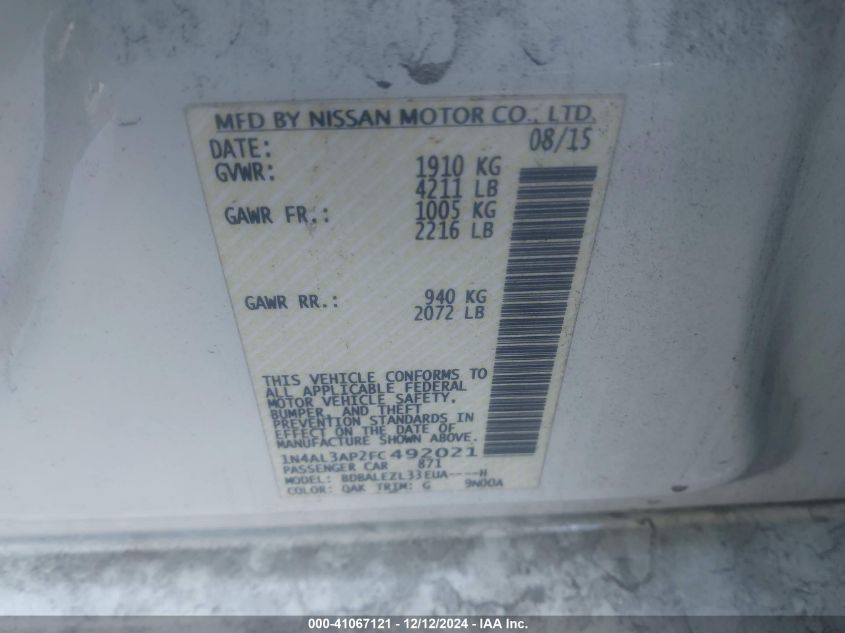 MFD BY NISSAN MOTOR CO., LTD.
DATE: 08/15
GVWR: 1910 KG
4211 LB
GAWR FR.: 1005 KG
2216 LB
GAWR RR.: 940 KG
2072 LB
THIS VEHICLE CONFORMS TO
ALL APPLICABLE FEDERAL
MOTOR VEHICLE SAFETY,
BUMPER, AND THEFT
PREVENTION STANDARDS IN
EFFECT ON THE DATE OF
MANUFACTURE SHOWN ABOVE.
1N4AL3AP2FC492021
PASSENGER CAR 871
MODEL: BDBALEZL33EUA----H
COLOR: QAK TRIM: G 9N00A
000-41067121 - 12/12/2024 - IAA Inc.